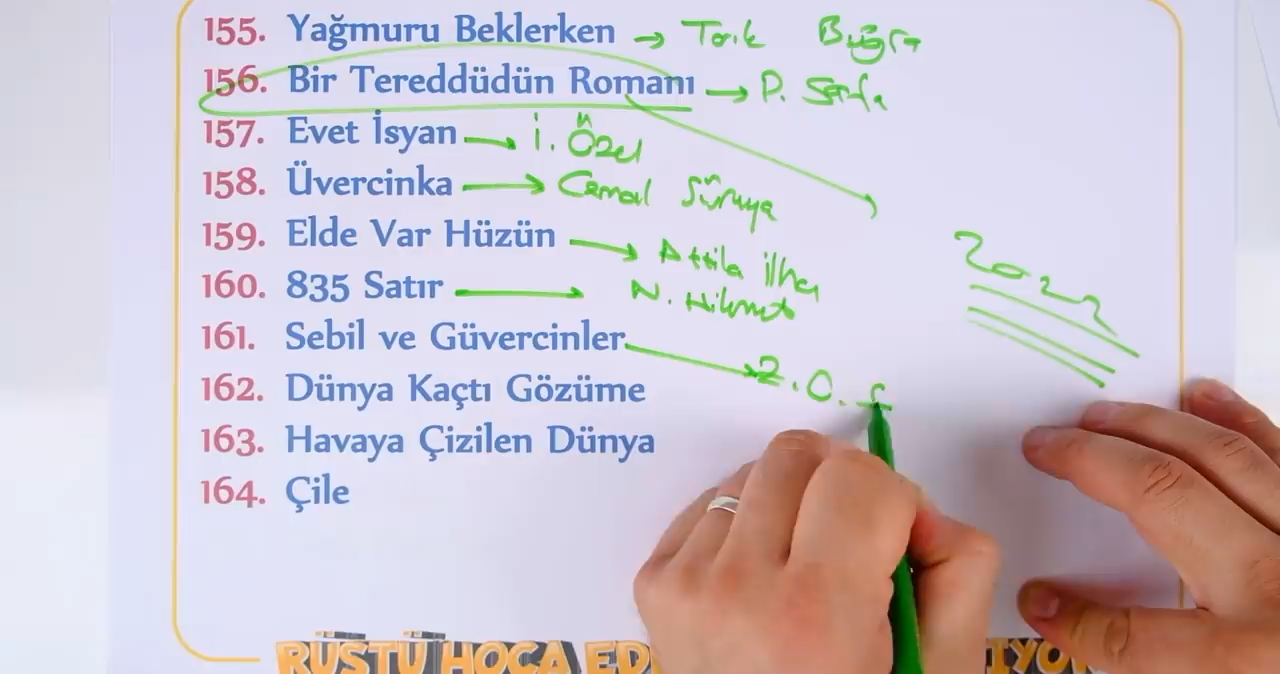 155. Yağmuru Beklerken → Tarık Buğra
156. Bir Tereddüdün Romanı → P. Safa
157. Evet İsyan → İ. Özel
158. Üvercinka → Cemal Süreya
159. Elde Var Hüzün → Attila İlha
160. 835 Satır → N. Hikmet
2022
161. Sebil ve Güvercinler → Z.O.
162. Dünya Kaçtı Gözüme
163. Havaya Çizilen Dünya
164. Çile
RÜŞTÜ HOCA